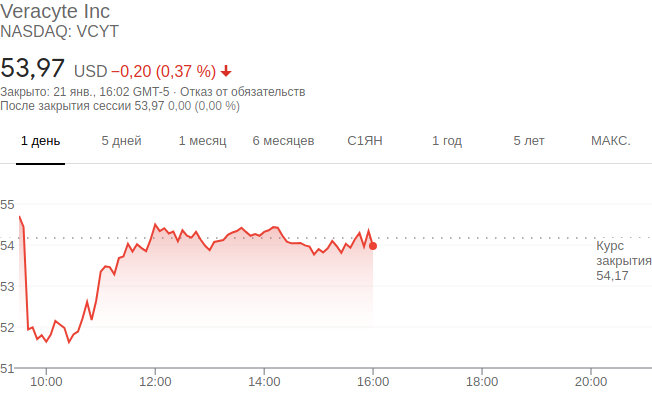 Veracyte Inc
NASDAQ: VCYT
53,97 USD −0,20 (0,37 %)
Закрыто: 21 янв., 16:02 GMT-5 · Отказ от обязательств
После закрытия сессии 53,97 0,00 (0,00 %)
1 день 5 дней 1 месяц 6 месяцев С1ЯН 1 год 5 лет МАКС.
55
54
Курс
закрытия
54,17
53
52
51
10:00 12:00 14:00 16:00 18:00 20:00